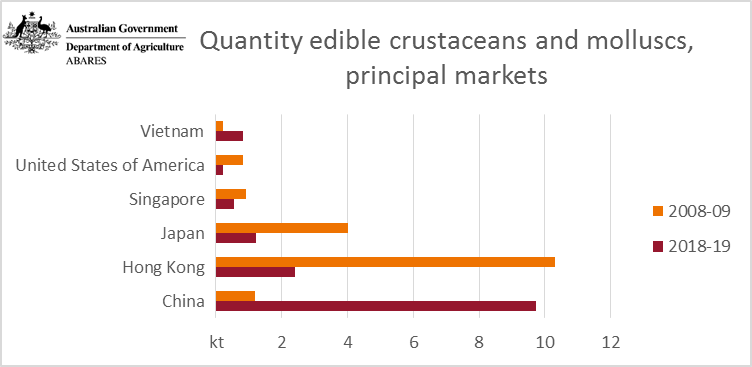 Australian Government
Department of Agriculture
ABARES
Quantity edible crustaceans and molluscs,
principal markets
Vietnam
United States of America
Singapore
Japan
Hong Kong
China
2008-09
2018-19
kt 2 4 6 8 10 12